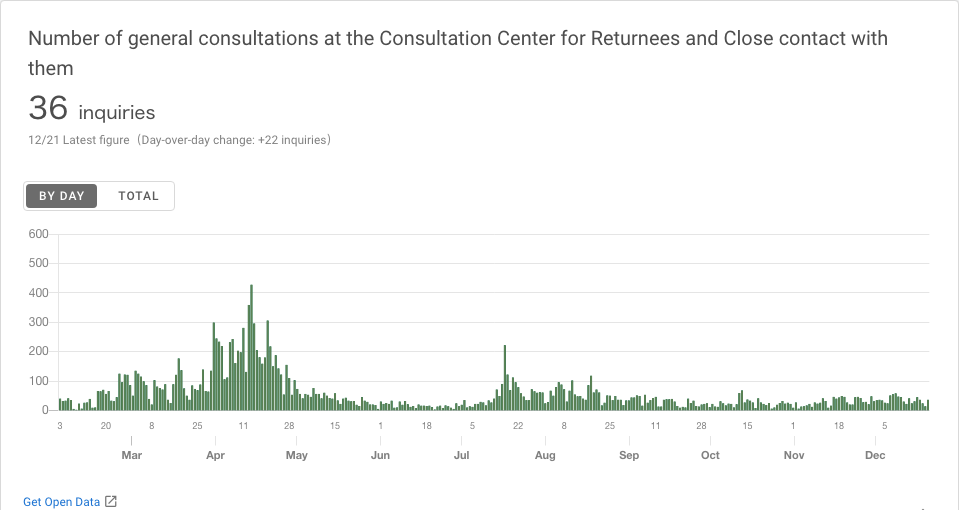 Number of general consultations at the Consultation Center for Returnees and Close contact with
them
36 inquiries
12/21 Latest figure（Day-over-day change: +22 inquiries）
BY DAY TOTAL
600
500
400
300
200
100
0
3 20 8 25 11 28 15 1 18 5 22 8 25 11 28 15 1 18 5
Mar Apr May Jun Jul Aug Sep Oct Nov Dec
Get Open Data